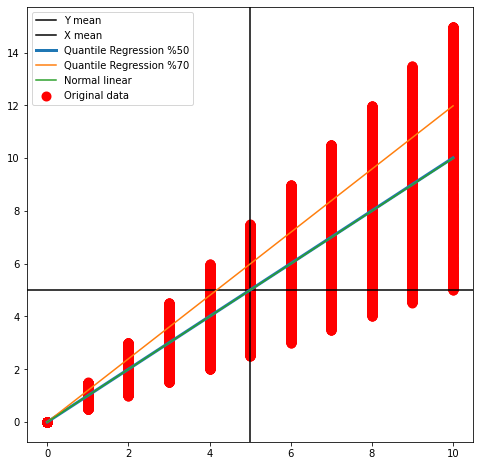 Y mean
X mean
Quantile Regression %50
Quantile Regression %70
Normal linear
Original data
14
12
10
8
6
4
2
0
0 2 4 6 8 10